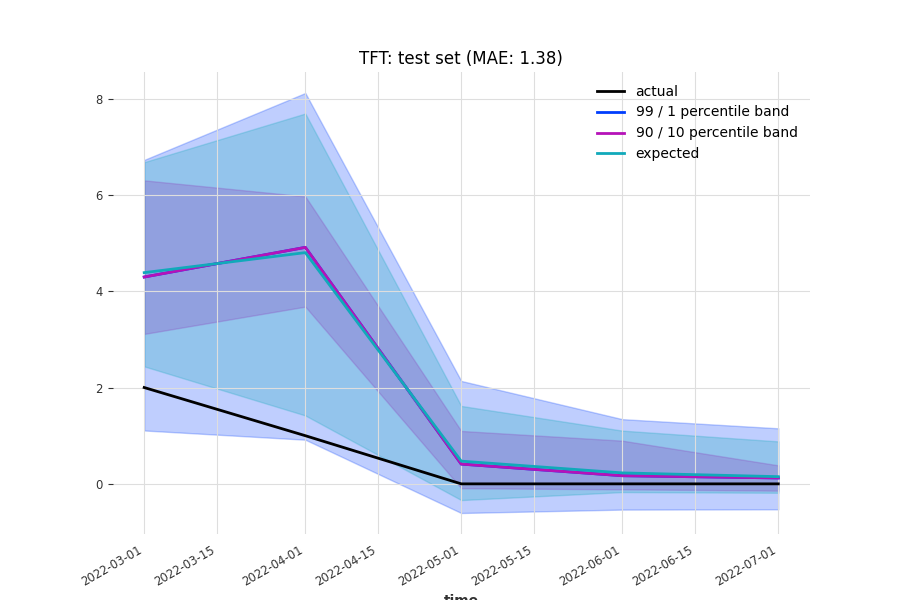 TFT: test set (MAE: 1.38)
actual
99 / 1 percentile band
90 / 10 percentile band
expected
8
6
4
2
0
2022-03-01
2022-03-15
2022-04-01
2022-04-15
2022-05-01
2022-05-15
2022-06-01
2022-06-15
2022-07-01
time